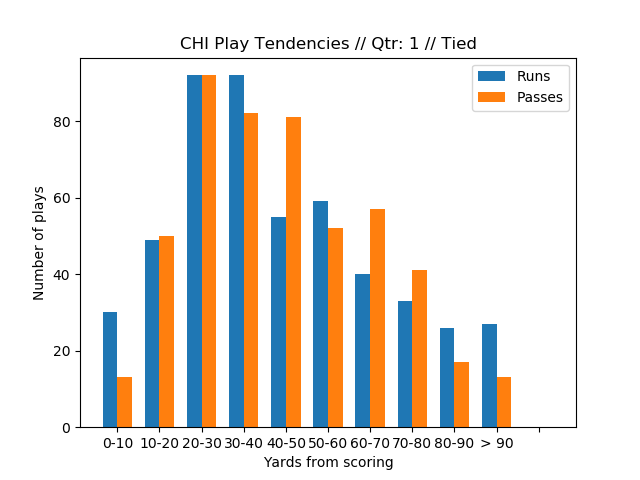 CHI Play Tendencies // Qtr: 1 // Tied
Runs
Passes
Number of plays
80
60
40
20
0
0-10 10-20 20-30 30-40 40-50 50-60 60-70 70-80 80-90 > 90
Yards from scoring